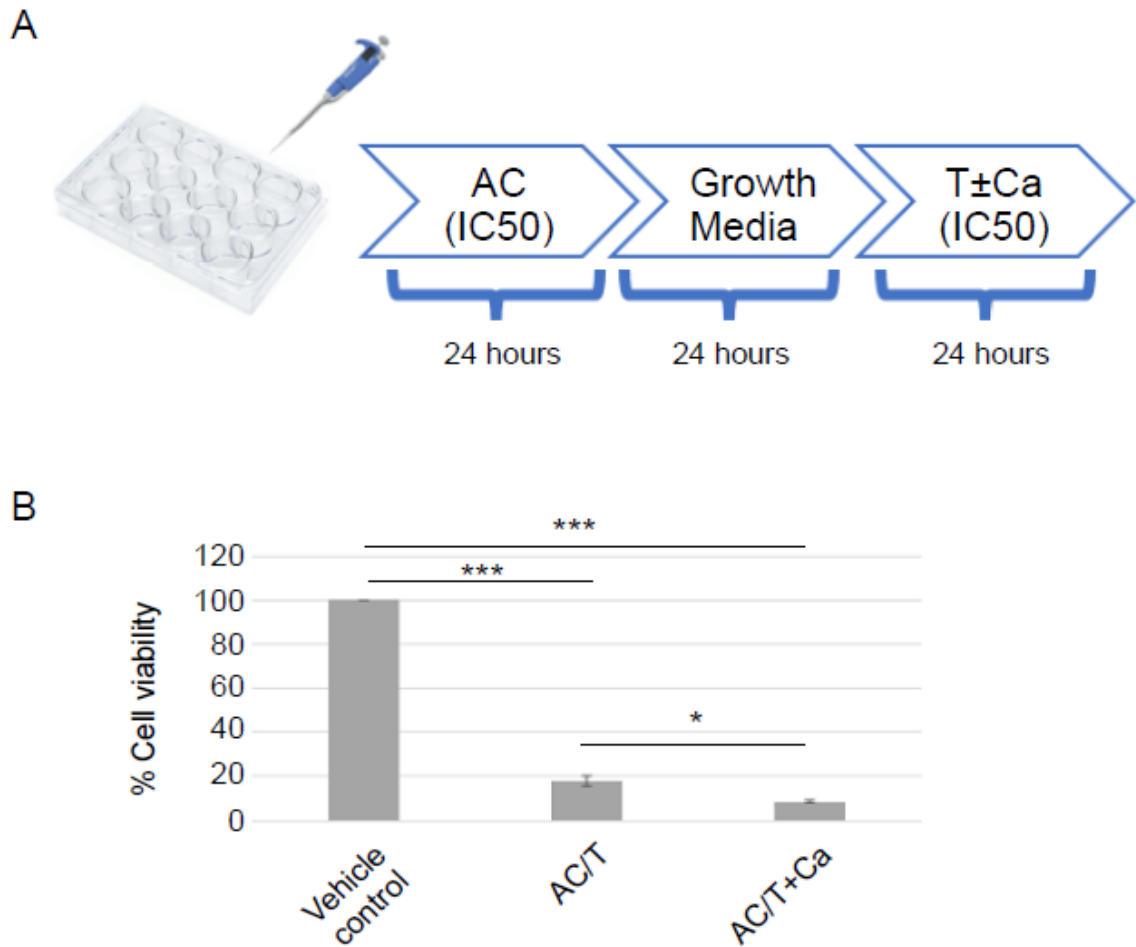 A
AC
(IC50)
Growth
Media
T±Ca
(IC50)
24 hours
24 hours
24 hours
B
% Cell viability
120
100
80
60
40
20
0
***
***
*
Vehicle
control
AC/T
AC/T+Ca